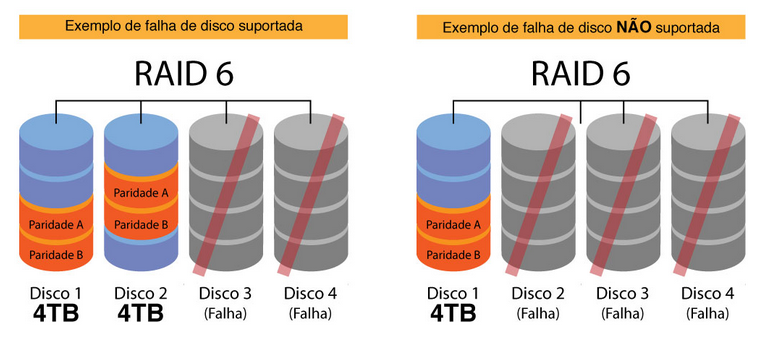 Exemplo de falha de disco suportada
RAID 6
Paridade A
Paridade B
Paridade A
Paridade B
Disco 1
4TB
Disco 2
4TB
Disco 3
(Falha)
Disco 4
(Falha)
Exemplo de falha de disco NÃO suportada
RAID 6
Paridade A
Paridade B
Disco 1
4TB
Disco 2
(Falha)
Disco 3
(Falha)
Disco 4
(Falha)